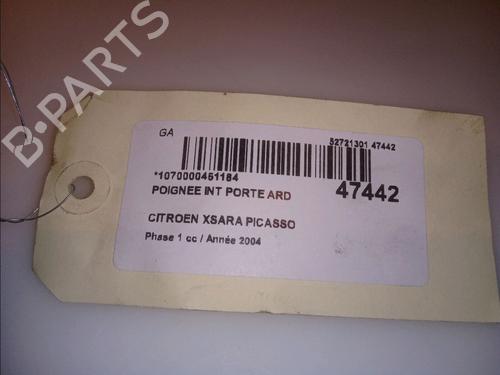 B-PARTS
GA
52721301 47442
*1070000451184
POIGNEE INT PORTE ARD
47442
CITROEN XSARA PICASSO
Phase 1 cc / Année 2004